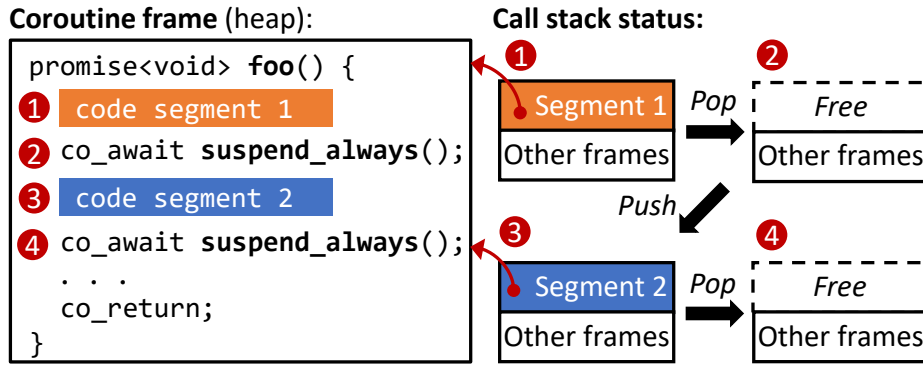 Coroutine frame (heap):
promise<void> foo() {
1 code segment 1
2 co_await suspend_always();
3 code segment 2
4 co_await suspend_always();
. . .
co_return;
}
Call stack status:
1
2
Segment 1
Pop
Free
Other frames
Other frames
Push
3
4
Segment 2
Pop
Free
Other frames
Other frames